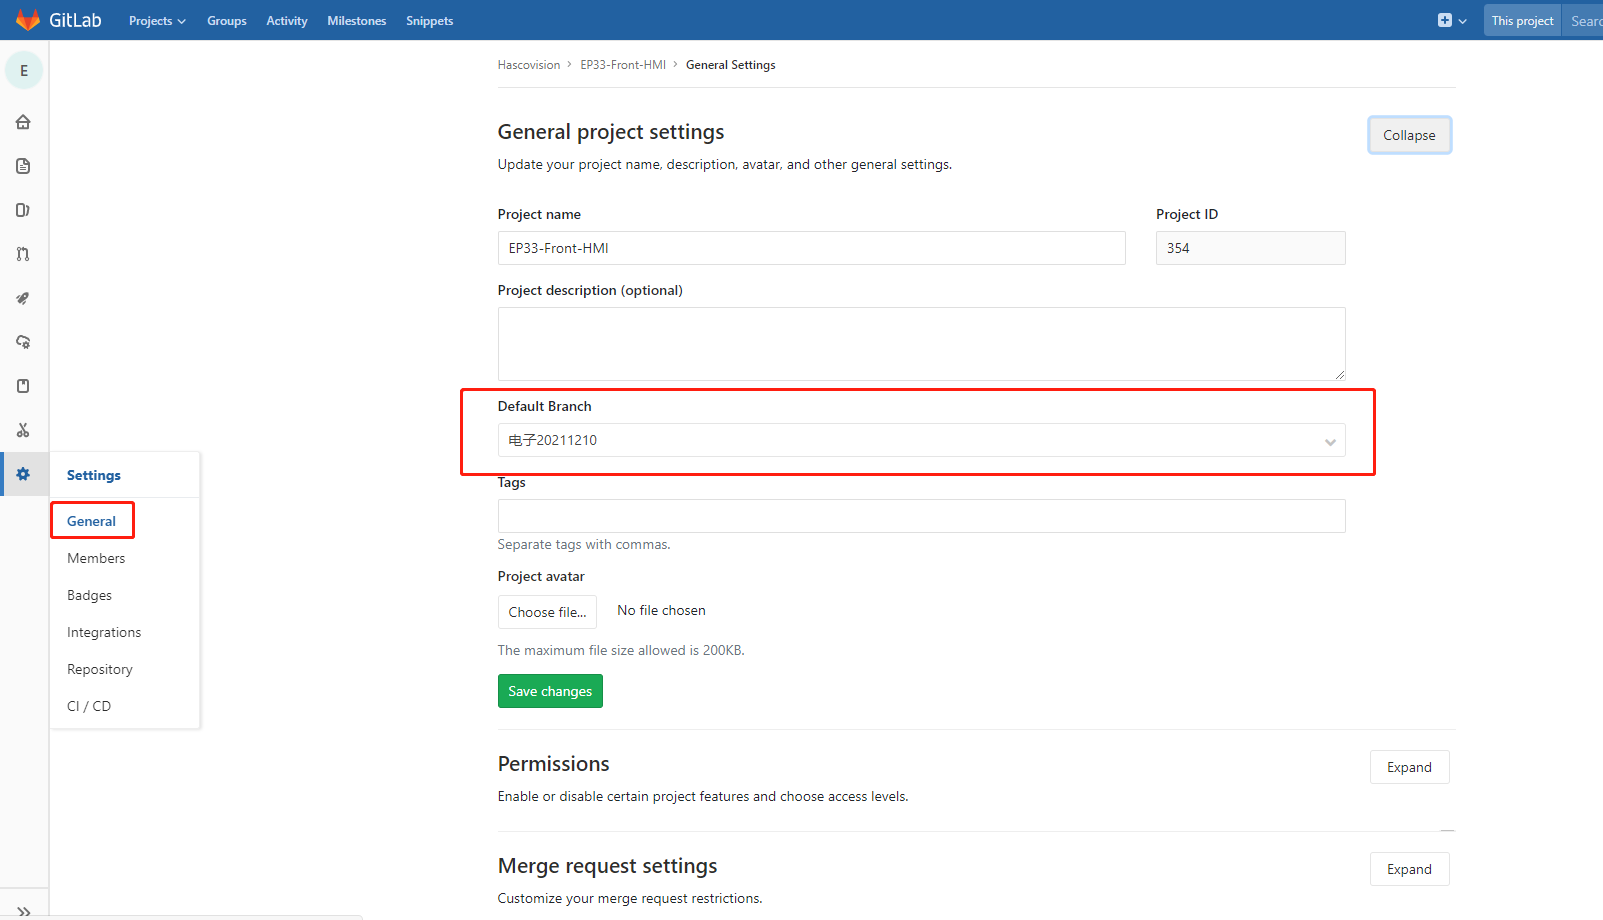 GitLab Projects Groups Activity Milestones Snippets This project Searc
E
Hascovision › EP33-Front-HMI › General Settings
General project settings
Collapse
Update your project name, description, avatar, and other general settings.
Project name Project ID
EP33-Front-HMI 354
Project description (optional)
Default Branch
电子20211210
Tags
Separate tags with commas.
Project avatar
Choose file... No file chosen
The maximum file size allowed is 200KB.
Save changes
Settings
General
Members
Badges
Integrations
Repository
CI / CD
Permissions
Expand
Enable or disable certain project features and choose access levels.
Merge request settings
Expand
Customize your merge request restrictions.